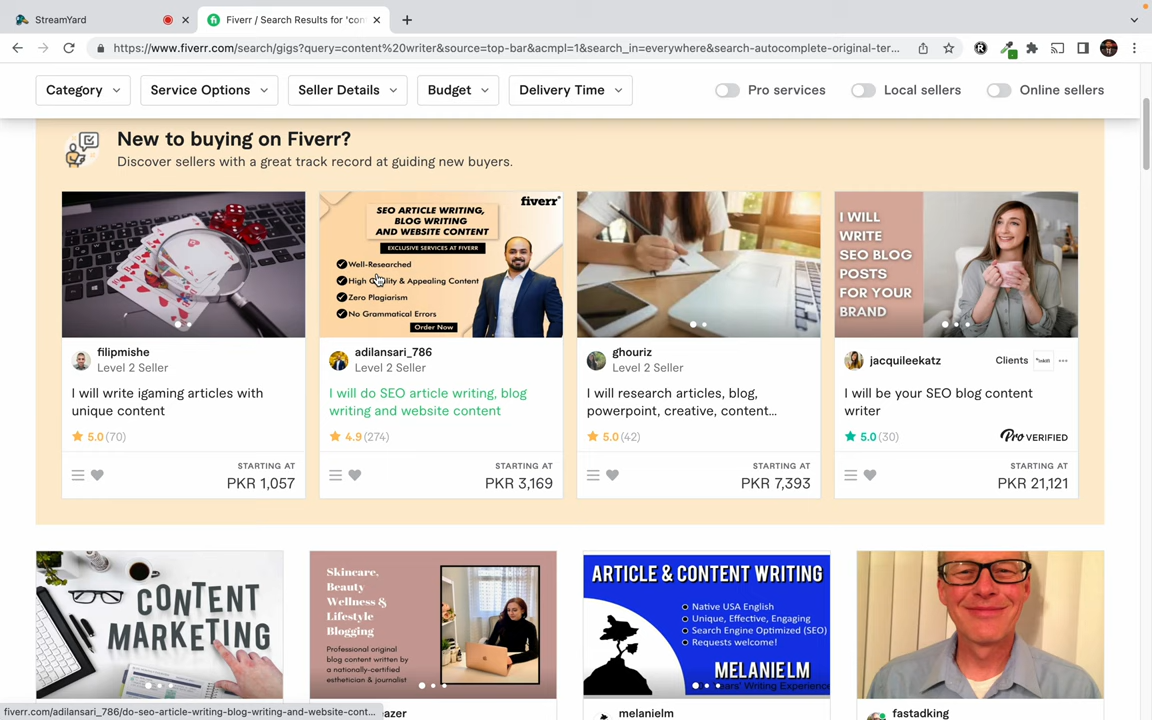 StreamYard
Fiverr / Search Results for 'con
https://www.fiverr.com/search/gigs?query=content%20writer&source=top-bar&acmpl=1&search_in=everywhere&search-autocomplete-original-ter...
Category
Service Options
Seller Details
Budget
Delivery Time
Pro services
Local sellers
Online sellers
New to buying on Fiverr?
Discover sellers with a great track record at guiding new buyers.
filipmishe
Level 2 Seller
I will write igaming articles with
unique content
5.0 (70)
STARTING AT
PKR 1,057
fiverr
SEO ARTICLE WRITING,
BLOG WRITING
AND WEBSITE CONTENT
EXCLUSIVE SERVICES AT FIVERR
Well-Researched
High Quality & Appealing Content
Zero Plagiarism
No Grammatical Errors
Order Now
adilansari_786
Level 2 Seller
I will do SEO article writing, blog
writing and website content
4.9 (274)
STARTING AT
PKR 3,169
ghouriz
Level 2 Seller
I will research articles, blog,
powerpoint, creative, content...
5.0 (42)
STARTING AT
PKR 7,393
I WILL
WRITE
SEO BLOG
POSTS
FOR YOUR
BRAND
jacquileekatz
Clients
I will be your SEO blog content
writer
5.0 (30)
Pro VERIFIED
STARTING AT
PKR 21,121
CONTENT
MARKETING
Skincare,
Beauty
Wellness &
Lifestyle
Blogging
Professional original
blog content written by
a nationally-certified
esthetician & journalist
eazer
ARTICLE & CONTENT WRITING
Native USA English
Unique, Effective, Engaging
Search Engine Optimized (SEO)
Requests welcome!
MELANIE LM
Years' Writing Experience
melanielm
fastadking
fiverr.com/adilansari_786/do-seo-article-writing-blog-writing-and-website-cont...